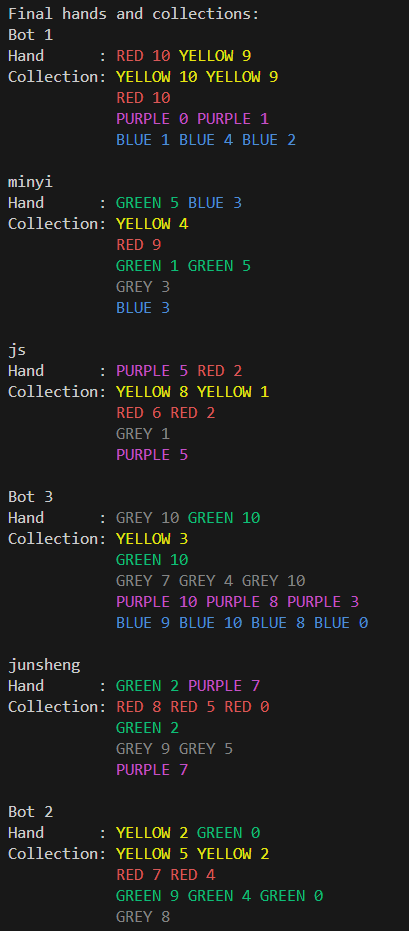 Final hands and collections:
Bot 1
Hand      : RED 10 YELLOW 9
Collection: YELLOW 10 YELLOW 9
            RED 10
            PURPLE 0 PURPLE 1
            BLUE 1 BLUE 4 BLUE 2

minyi
Hand      : GREEN 5 BLUE 3
Collection: YELLOW 4
            RED 9
            GREEN 1 GREEN 5
            GREY 3
            BLUE 3

js
Hand      : PURPLE 5 RED 2
Collection: YELLOW 8 YELLOW 1
            RED 6 RED 2
            GREY 1
            PURPLE 5

Bot 3
Hand      : GREY 10 GREEN 10
Collection: YELLOW 3
            GREEN 10
            GREY 7 GREY 4 GREY 10
            PURPLE 10 PURPLE 8 PURPLE 3
            BLUE 9 BLUE 10 BLUE 8 BLUE 0

junsheng
Hand      : GREEN 2 PURPLE 7
Collection: RED 8 RED 5 RED 0
            GREEN 2
            GREY 9 GREY 5
            PURPLE 7

Bot 2
Hand      : YELLOW 2 GREEN 0
Collection: YELLOW 5 YELLOW 2
            RED 7 RED 4
            GREEN 9 GREEN 4 GREEN 0
            GREY 8